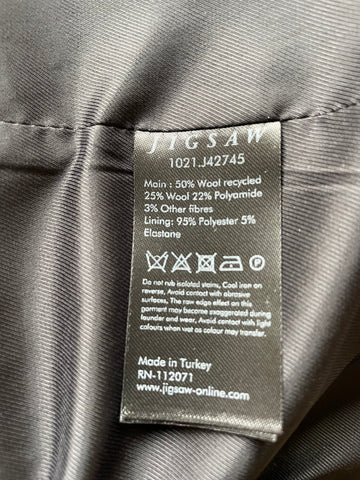 JIGSAW
1021.J42745
Main : 50% Wool recycled
25% Wool 22% Polyamide
3% Other fibres
Lining: 95% Polyester 5%
Elastane
P
Do not rub isolated stains, Cool iron on
reverse. Avoid contact with abrasive
surfaces. The raw edge effect on this
garment may become exaggerated during
launder and wear. Avoid contact with light
colours when wet as colour may transfer.
Made in Turkey
RN-112071
www.jigsaw-online.com